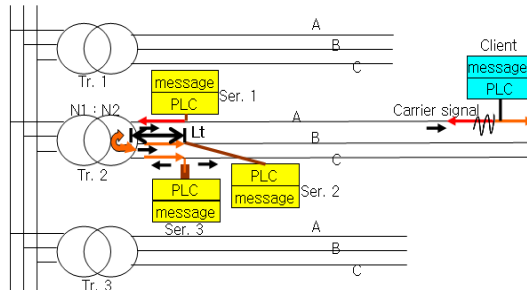 A
B
C
Tr. 1
Client
message
PLC
message
PLC
Ser. 1
N1 : N2
A
Carrier signal
Lt
B
C
Tr. 2
PLC
message
Ser. 3
PLC
message
Ser. 2
A
B
C
Tr. 3